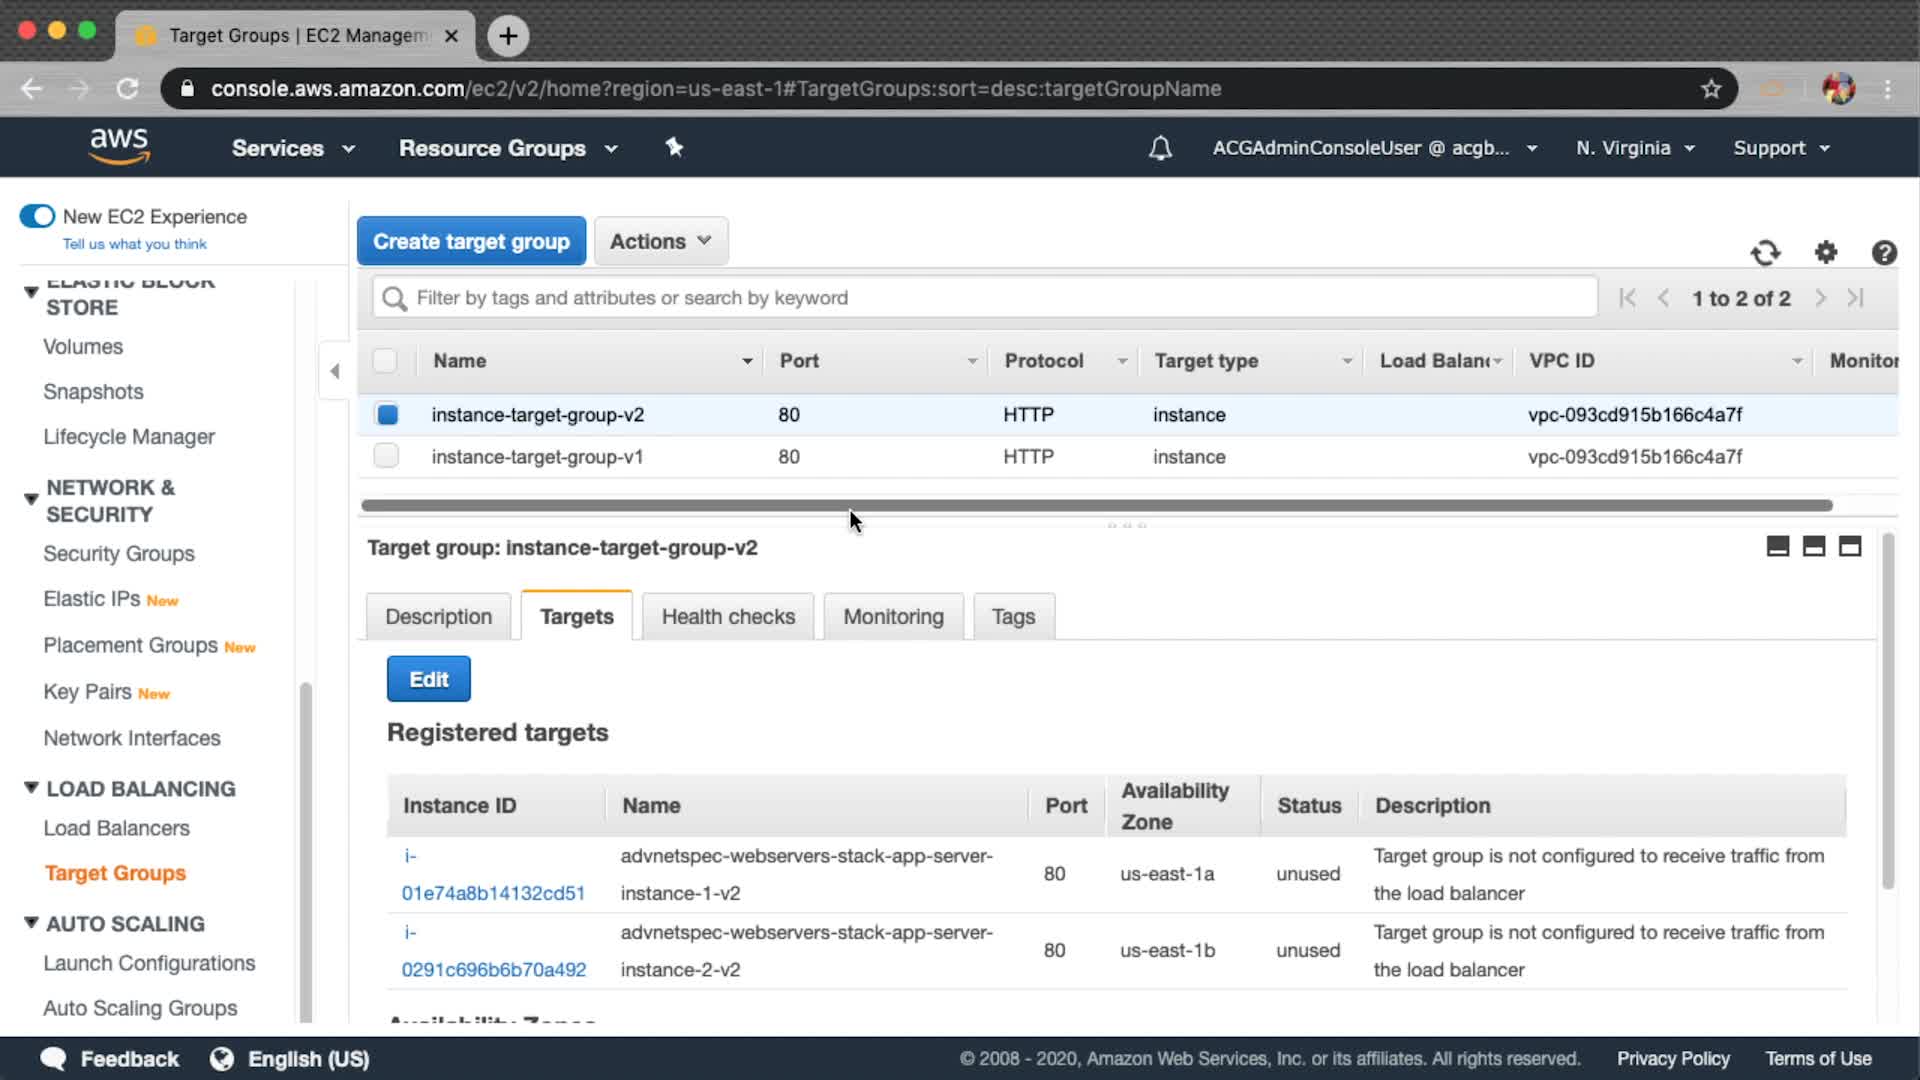 Target Groups | EC2 Managem
console.aws.amazon.com/ec2/v2/home?region=us-east-1#TargetGroups:sort=desc:targetGroupName
aws
Services
Resource Groups
ACGAdminConsoleUser @ acgb...
N. Virginia
Support
New EC2 Experience
Tell us what you think
ELASTIC BLOCK
STORE
Volumes
Snapshots
Lifecycle Manager
NETWORK &
SECURITY
Security Groups
Elastic IPs New
Placement Groups New
Key Pairs New
Network Interfaces
LOAD BALANCING
Load Balancers
Target Groups
AUTO SCALING
Launch Configurations
Auto Scaling Groups
Create target group
Actions
Filter by tags and attributes or search by keyword
1 to 2 of 2
Name Port Protocol Target type Load Balanc VPC ID Monitor
instance-target-group-v2 80 HTTP instance vpc-093cd915b166c4a7f
instance-target-group-v1 80 HTTP instance vpc-093cd915b166c4a7f
Target group: instance-target-group-v2
Description Targets Health checks Monitoring Tags
Edit
Registered targets
Instance ID Name Port Availability Zone Status Description
i-01e74a8b14132cd51 advnetspec-webservers-stack-app-server-instance-1-v2 80 us-east-1a unused Target group is not configured to receive traffic from the load balancer
i-0291c696b6b70a492 advnetspec-webservers-stack-app-server-instance-2-v2 80 us-east-1b unused Target group is not configured to receive traffic from the load balancer
Availability Zones
Feedback
English (US)
© 2008 - 2020, Amazon Web Services, Inc. or its affiliates. All rights reserved.
Privacy Policy
Terms of Use